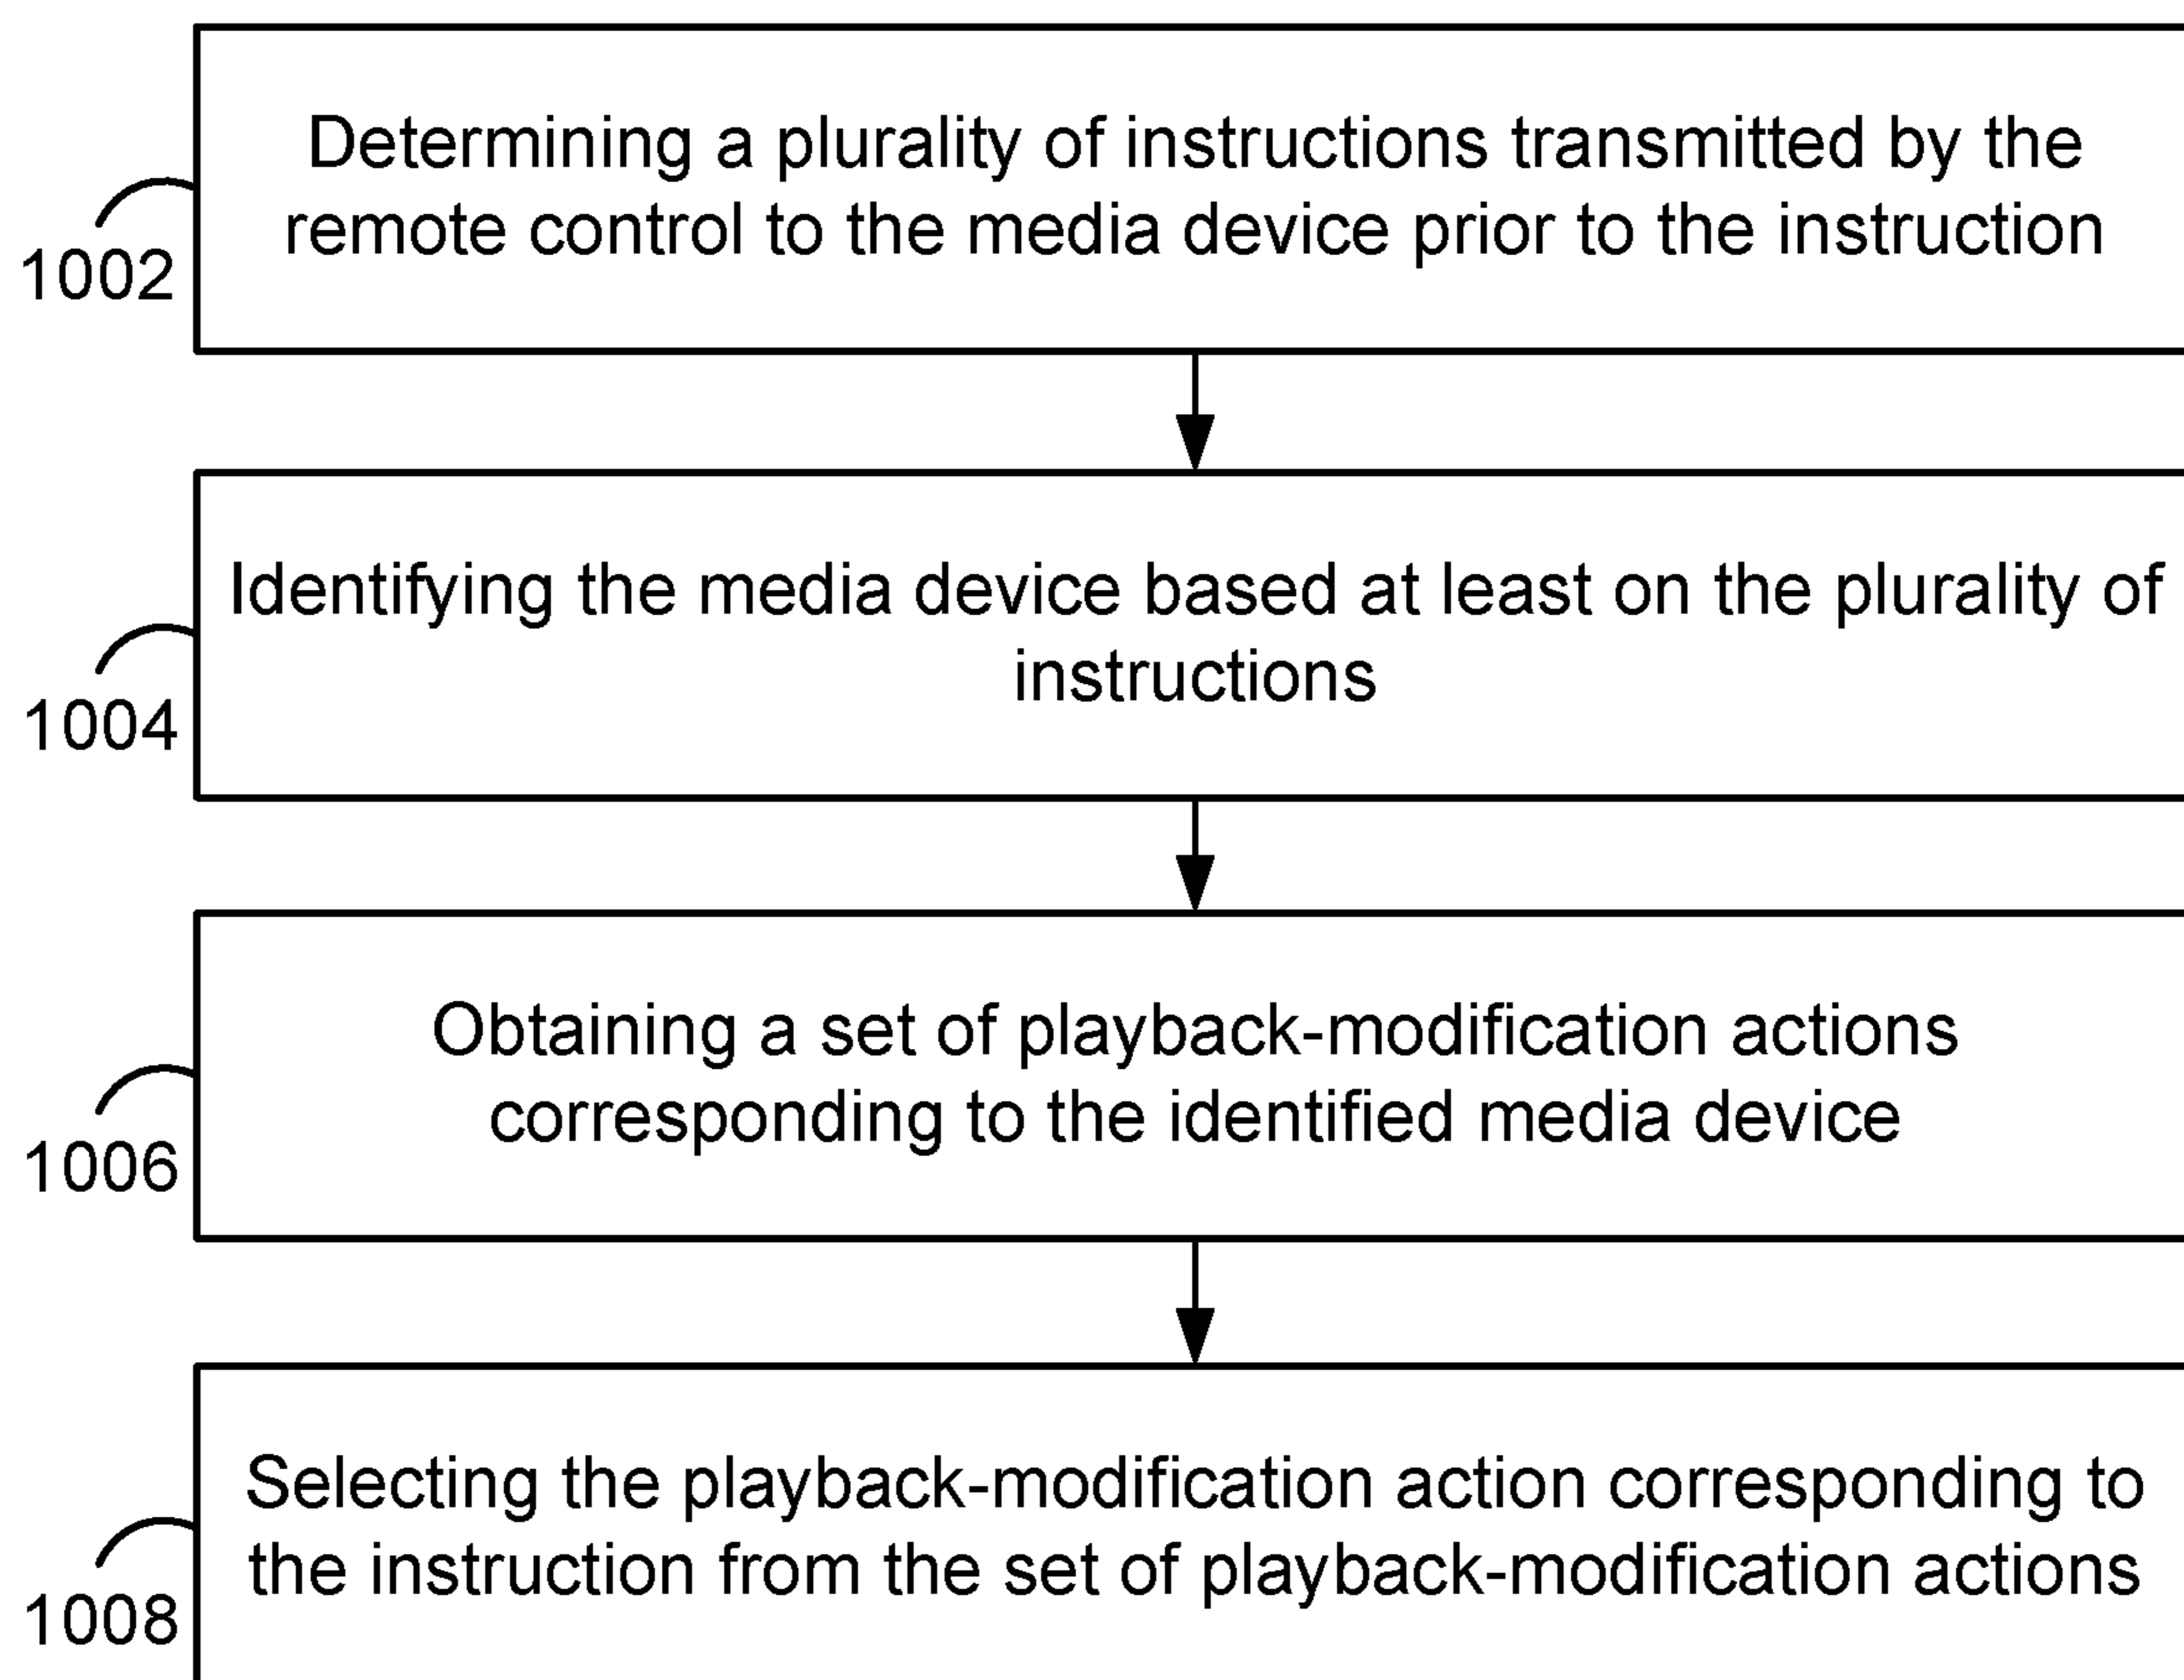 Determining a plurality of instructions transmitted by the
remote control to the media device prior to the instruction
1002
Identifying the media device based at least on the plurality of
instructions
1004
Obtaining a set of playback-modification actions
corresponding to the identified media device
1006
Selecting the playback-modification action corresponding to
the instruction from the set of playback-modification actions
1008